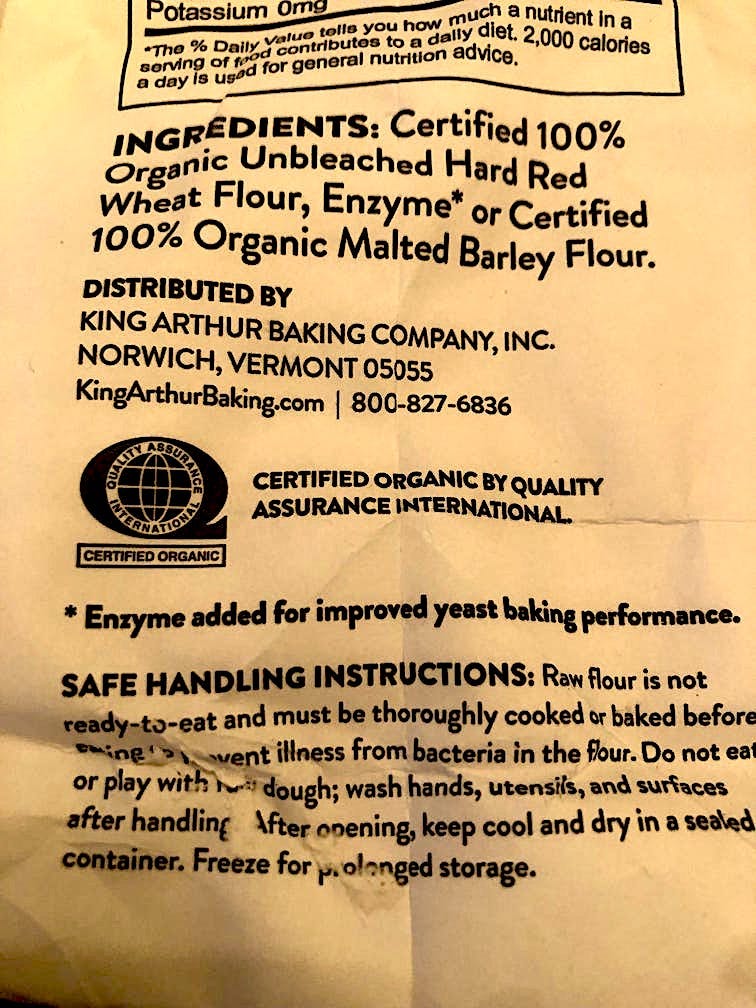 Potassium 0mg
*The % Daily Value tells you how much a nutrient in a
serving of food contributes to a daily diet. 2,000 calories
a day is used for general nutrition advice.
INGREDIENTS: Certified 100%
Organic Unbleached Hard Red
Wheat Flour, Enzyme* or Certified
100% Organic Malted Barley Flour.
DISTRIBUTED BY
KING ARTHUR BAKING COMPANY, INC.
NORWICH, VERMONT 05055
KingArthurBaking.com | 800-827-6836
QUALITY ASSURANCE
INTERNATIONAL
CERTIFIED ORGANIC
CERTIFIED ORGANIC BY QUALITY
ASSURANCE INTERNATIONAL.
* Enzyme added for improved yeast baking performance.
SAFE HANDLING INSTRUCTIONS: Raw flour is not
ready-to-eat and must be thoroughly cooked or baked before
illness from bacteria in the flour. Do not eat
or play with dough; wash hands, utensils, and surfaces
after handling After opening, keep cool and dry in a sealed
container. Freeze for prolonged storage.